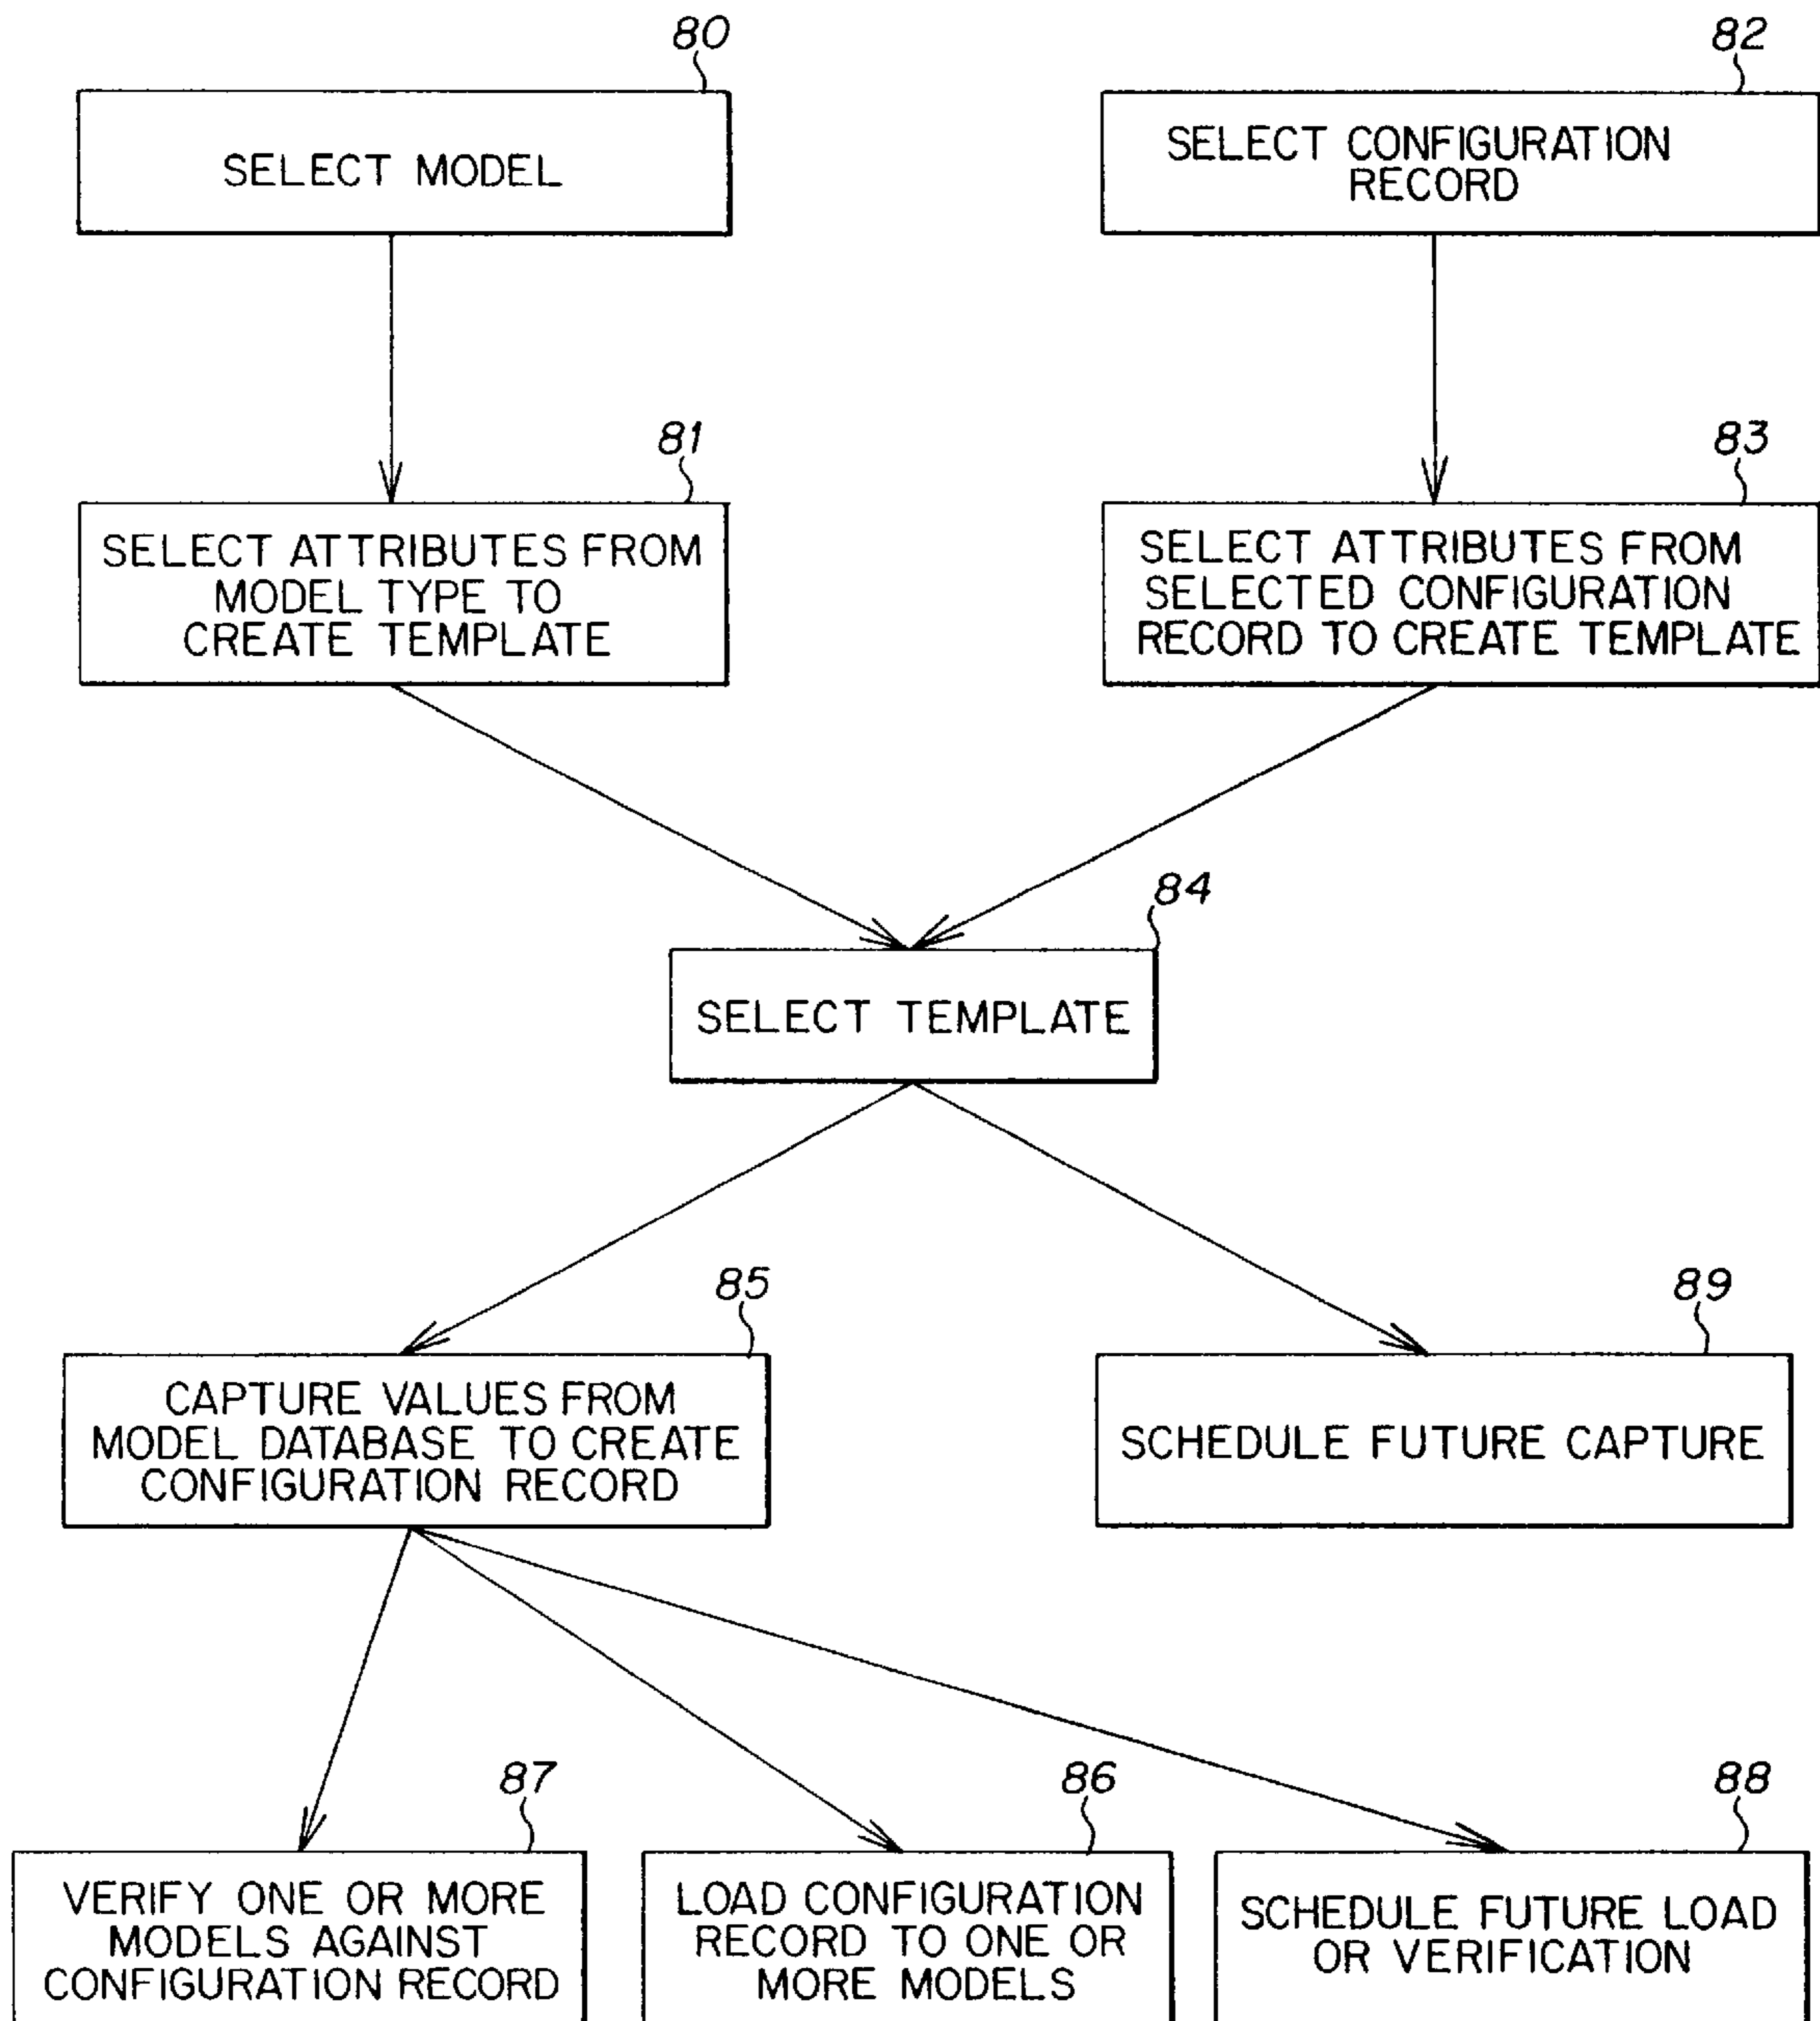 80
82
SELECT MODEL
SELECT CONFIGURATION
RECORD
81
83
SELECT ATTRIBUTES FROM
MODEL TYPE TO
CREATE TEMPLATE
SELECT ATTRIBUTES FROM
SELECTED CONFIGURATION
RECORD TO CREATE TEMPLATE
84
SELECT TEMPLATE
85
89
CAPTURE VALUES FROM
MODEL DATABASE TO CREATE
CONFIGURATION RECORD
SCHEDULE FUTURE CAPTURE
87
86
88
VERIFY ONE OR MORE
MODELS AGAINST
CONFIGURATION RECORD
LOAD CONFIGURATION
RECORD TO ONE OR
MORE MODELS
SCHEDULE FUTURE LOAD
OR VERIFICATION